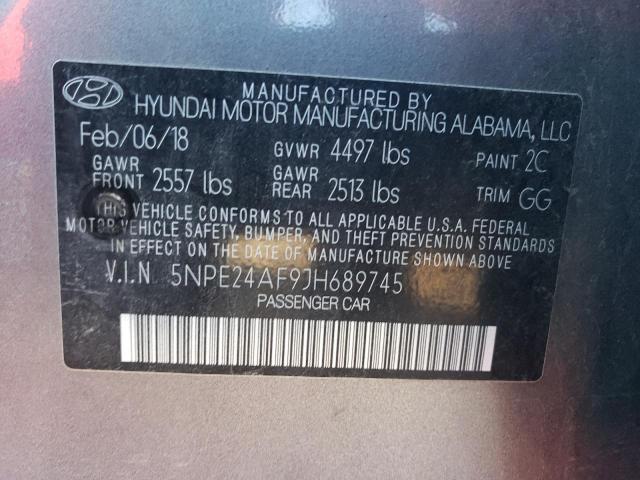 MANUFACTURED BY
HYUNDAI MOTOR MANUFACTURING ALABAMA, LLC
Feb/06/18 GVWR 4497 lbs PAINT 2C
GAWR FRONT 2557 lbs GAWR REAR 2513 lbs TRIM GG
THIS VEHICLE CONFORMS TO ALL APPLICABLE U.S.A. FEDERAL
MOTOR VEHICLE SAFETY, BUMPER, AND THEFT PREVENTION STANDARDS
IN EFFECT ON THE DATE OF MANUFACTURE SHOWN ABOVE.
V.I.N 5NPE24AF9JH689745
PASSENGER CAR